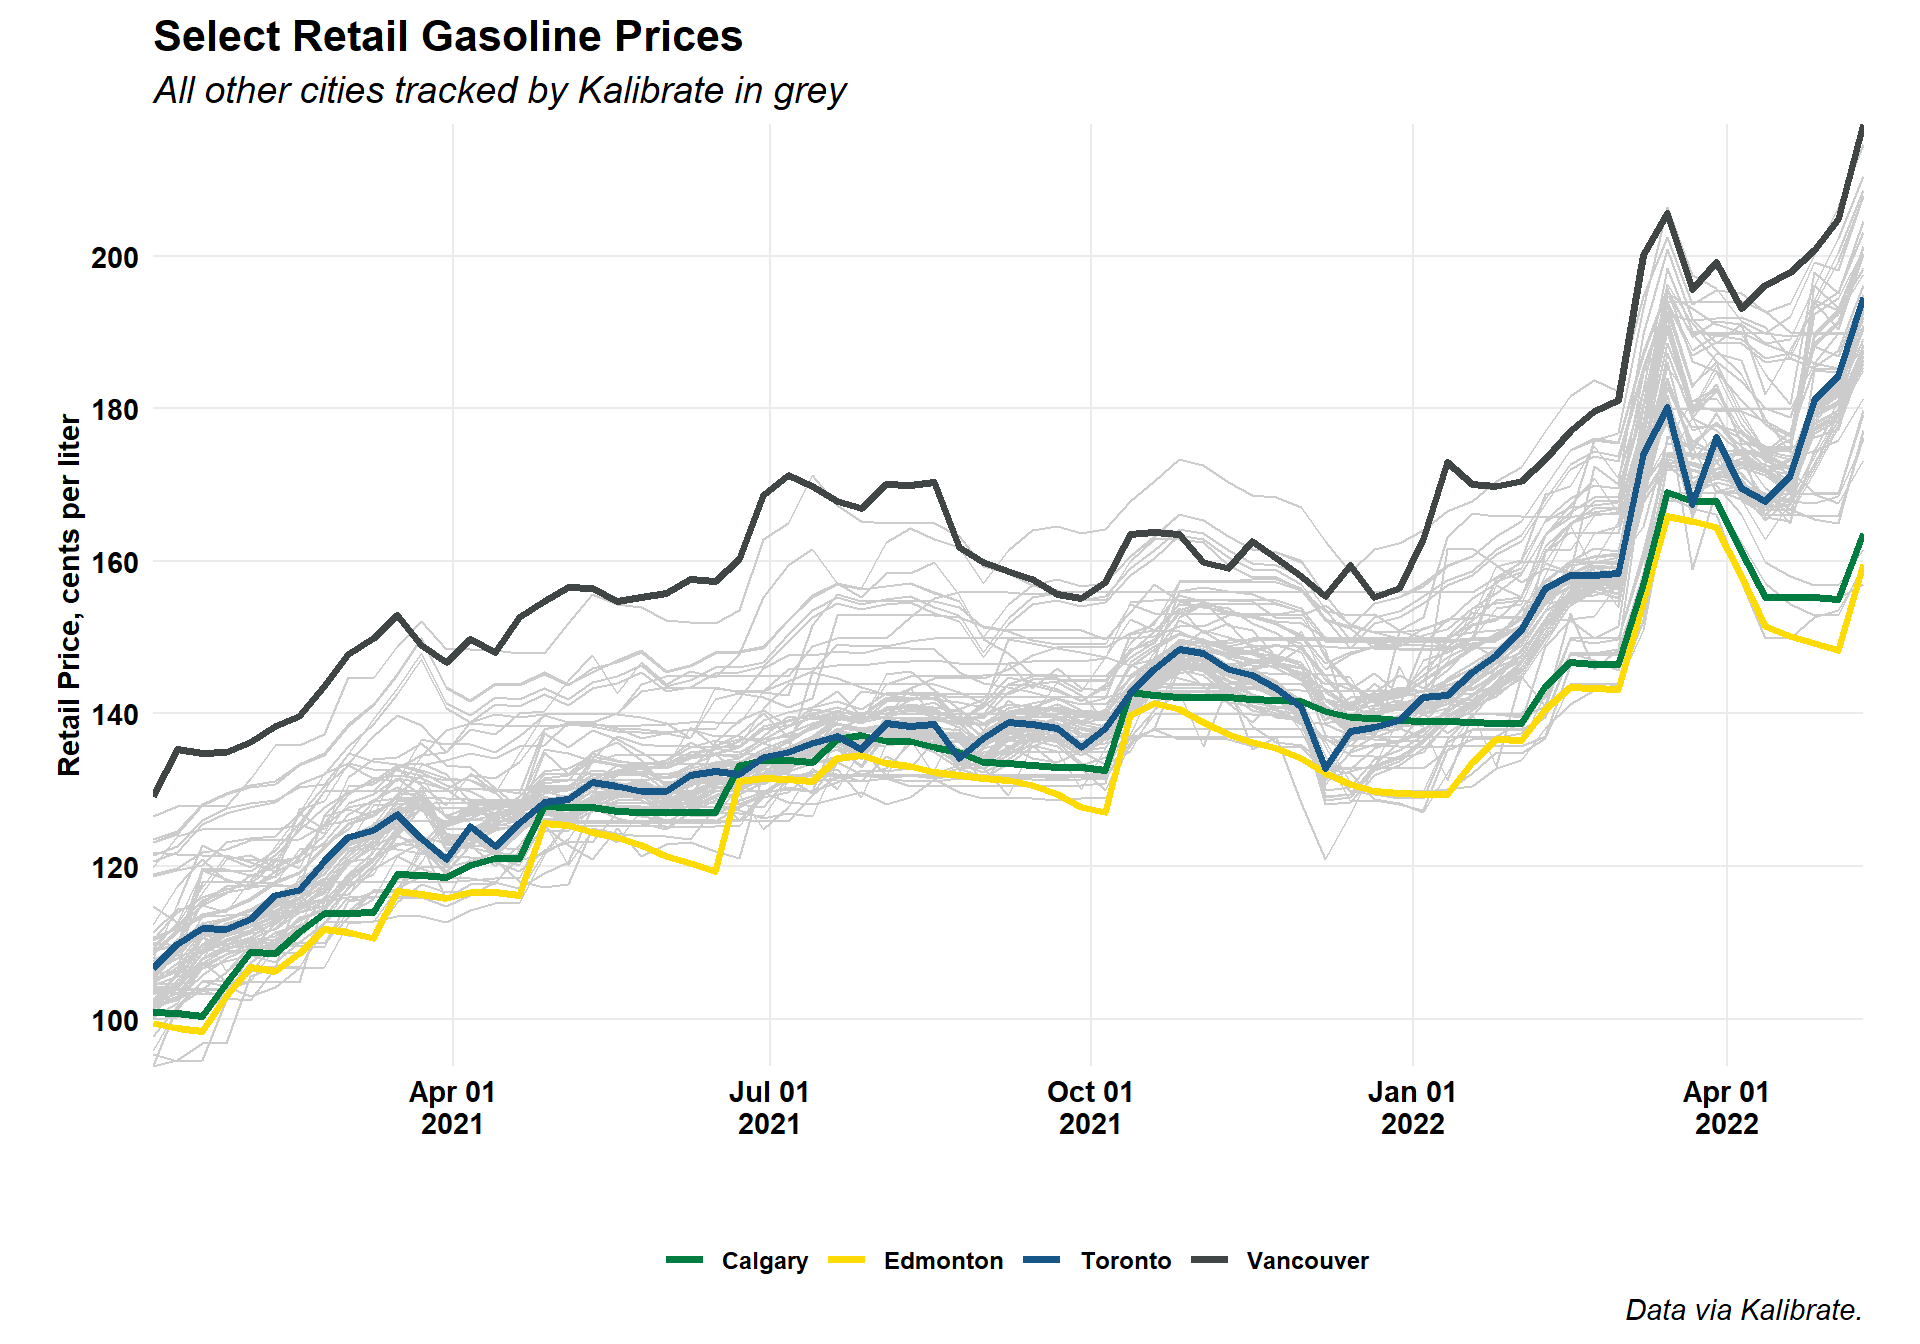 Select Retail Gasoline Prices
All other cities tracked by Kalibrate in grey
Retail Price, cents per liter
200
180
160
140
120
100
Apr 01
2021
Jul 01
2021
Oct 01
2021
Jan 01
2022
Apr 01
2022
Calgary
Edmonton
Toronto
Vancouver
Data via Kalibrate.